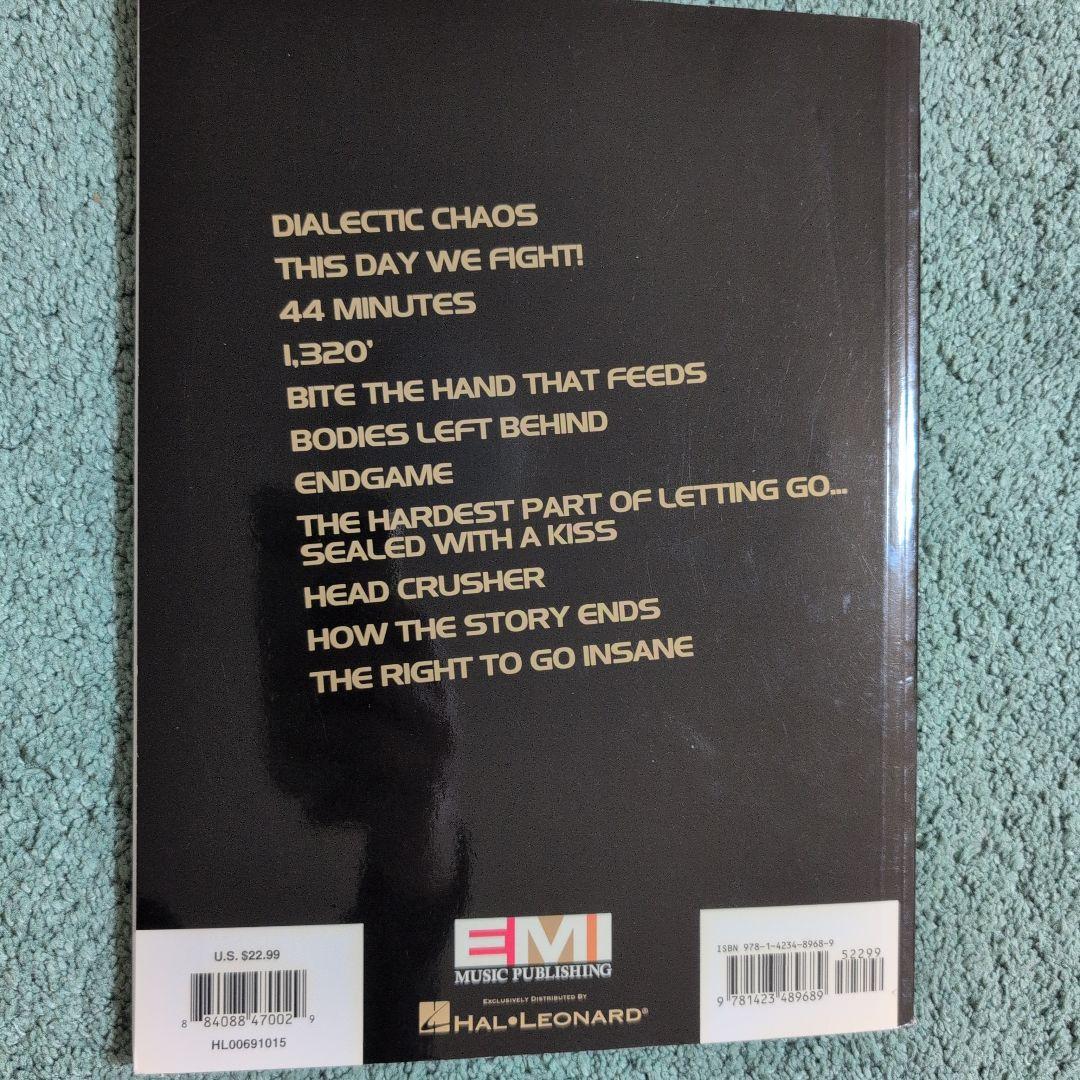 DIALECTIC CHAOS
THIS DAY WE FIGHT!
44 MINUTES
1,320'
BITE THE HAND THAT FEEDS
BODIES LEFT BEHIND
ENDGAME
THE HARDEST PART OF LETTING GO...
SEALED WITH A KISS
HEAD CRUSHER
HOW THE STORY ENDS
THE RIGHT TO GO INSANE
U.S. $22.99
8 84088 47002 9
HL00691015
EMI
MUSIC PUBLISHING
EXCLUSIVELY DISTRIBUTED BY
HAL•LEONARD®
ISBN 978-1-4234-8968-9
52299
9 781423 489689